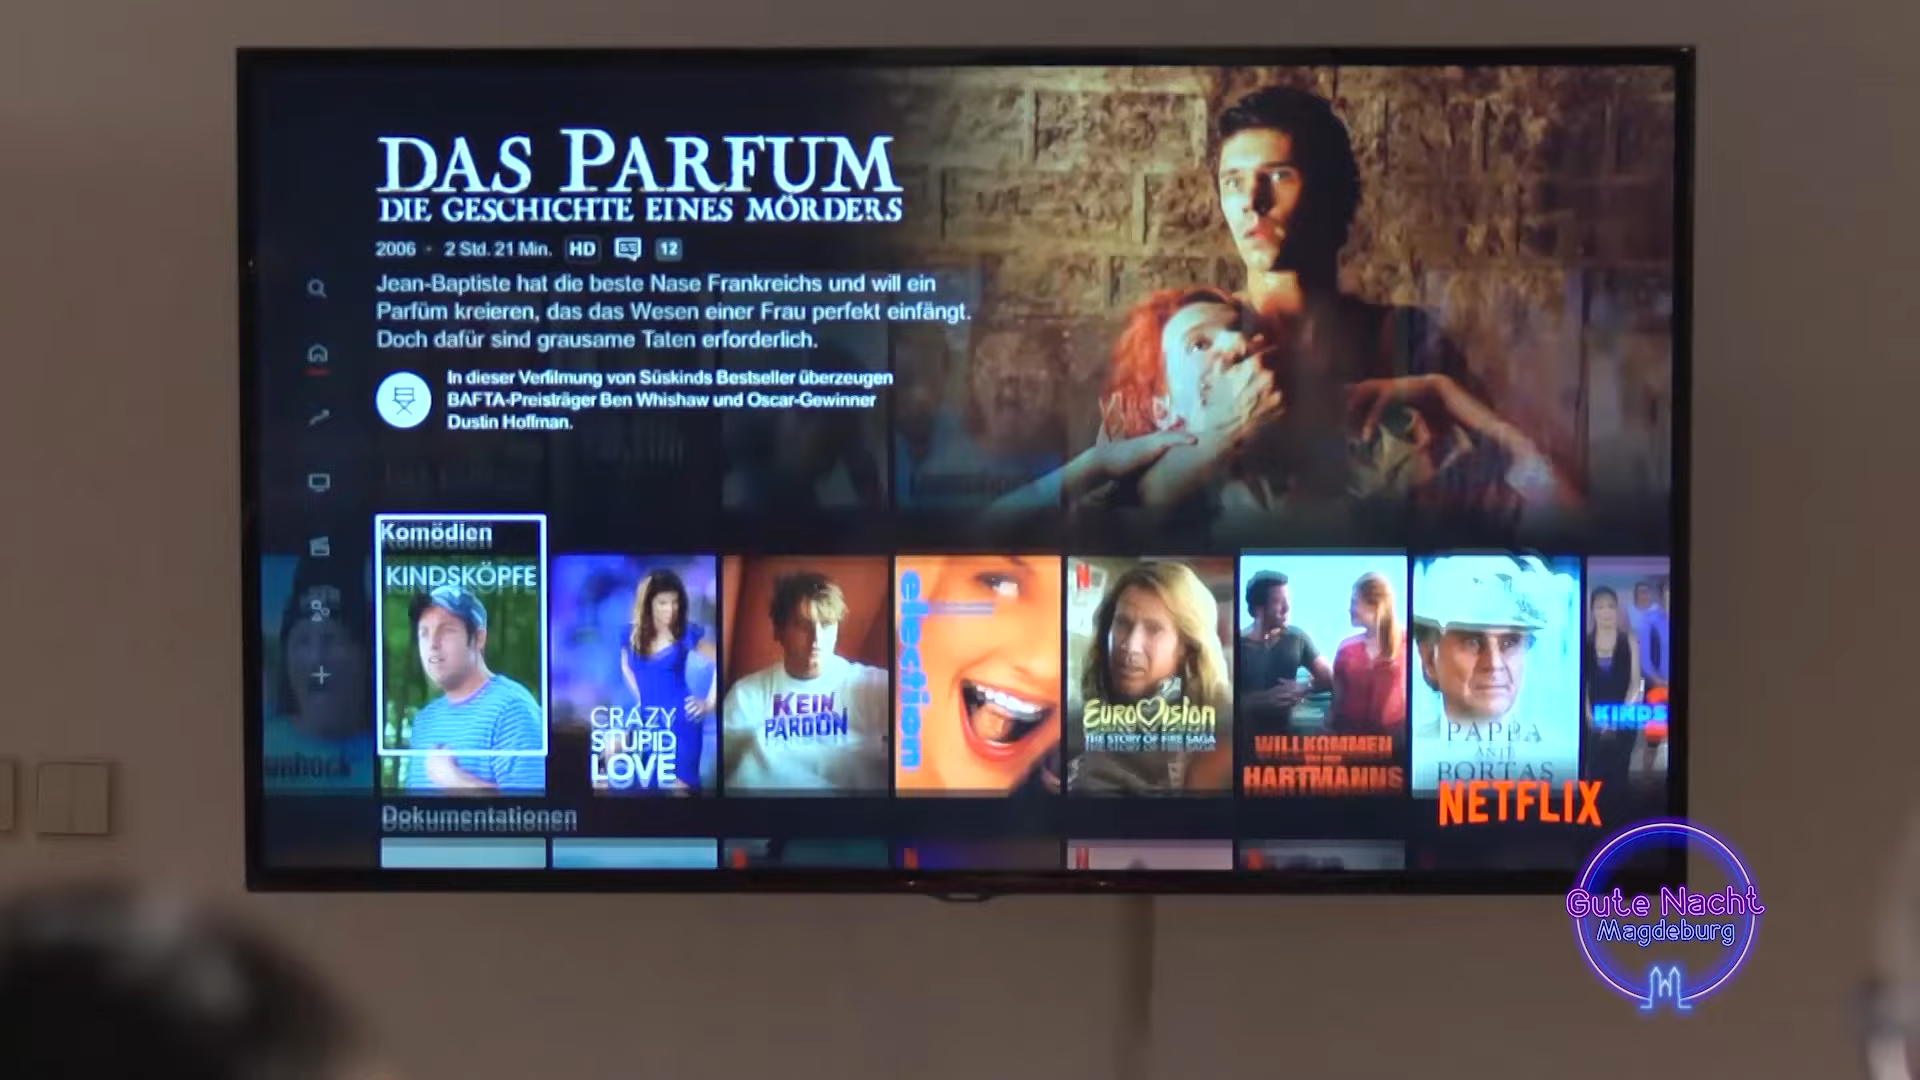 DAS PARFUM
DIE GESCHICHTE EINES MÖRDERS
2006 · 2 Std. 21 Min. HD 12
Jean-Baptiste hat die beste Nase Frankreichs und will ein
Parfüm kreieren, das das Wesen einer Frau perfekt einfängt.
Doch dafür sind grausame Taten erforderlich.
In dieser Verfilmung von Süskinds Bestseller überzeugen
BAFTA-Preisträger Ben Whishaw und Oscar-Gewinner
Dustin Hoffman.
Komödien
KINDSKÖPFE
CRAZY
STUPID
LOVE
KEIN
PARDON
election
N
EUROVISION
THE STORY OF FIRE SAGA
WILLKOMMEN
HARTMANNS
PAPPA
ANTE
PORTAS
KINDS
NETFLIX
Dokumentationen
Gute Nacht
Magdeburg